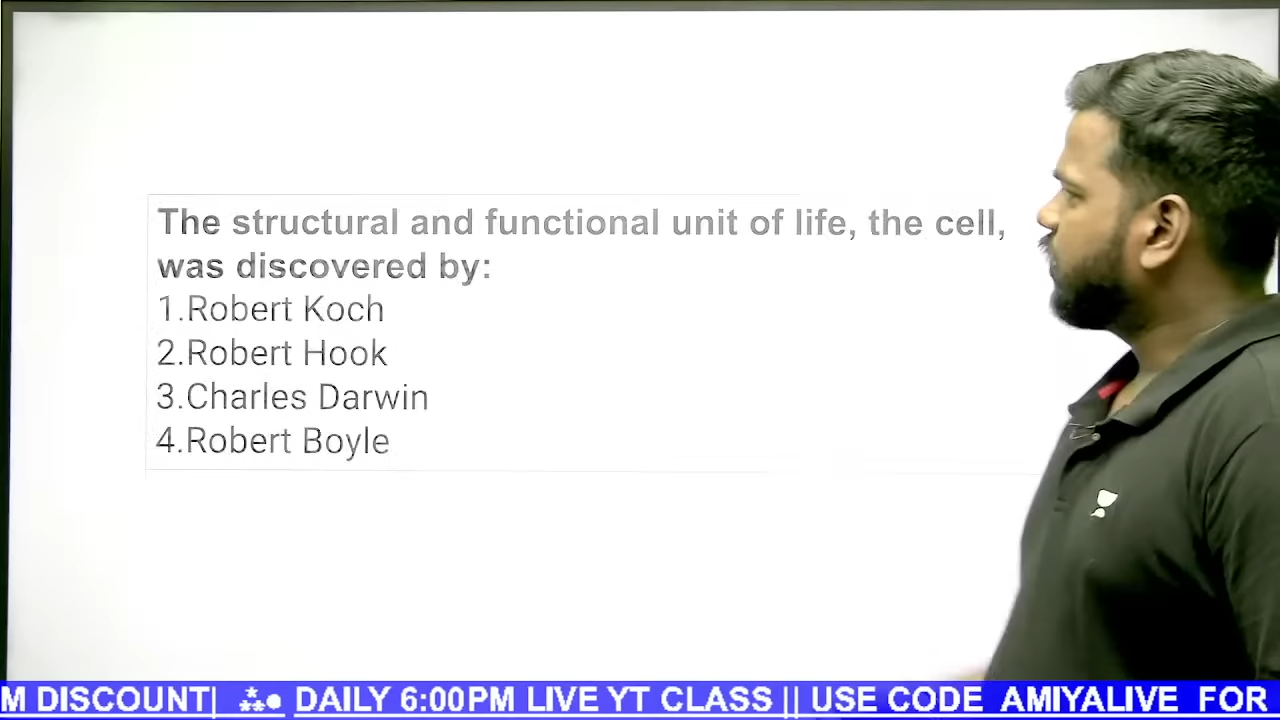 The structural and functional unit of life, the cell,
was discovered by:
1.Robert Koch
2.Robert Hook
3.Charles Darwin
4.Robert Boyle
M DISCOUNT| DAILY 6:00PM LIVE YT CLASS || USE CODE AMIYALIVE FOR